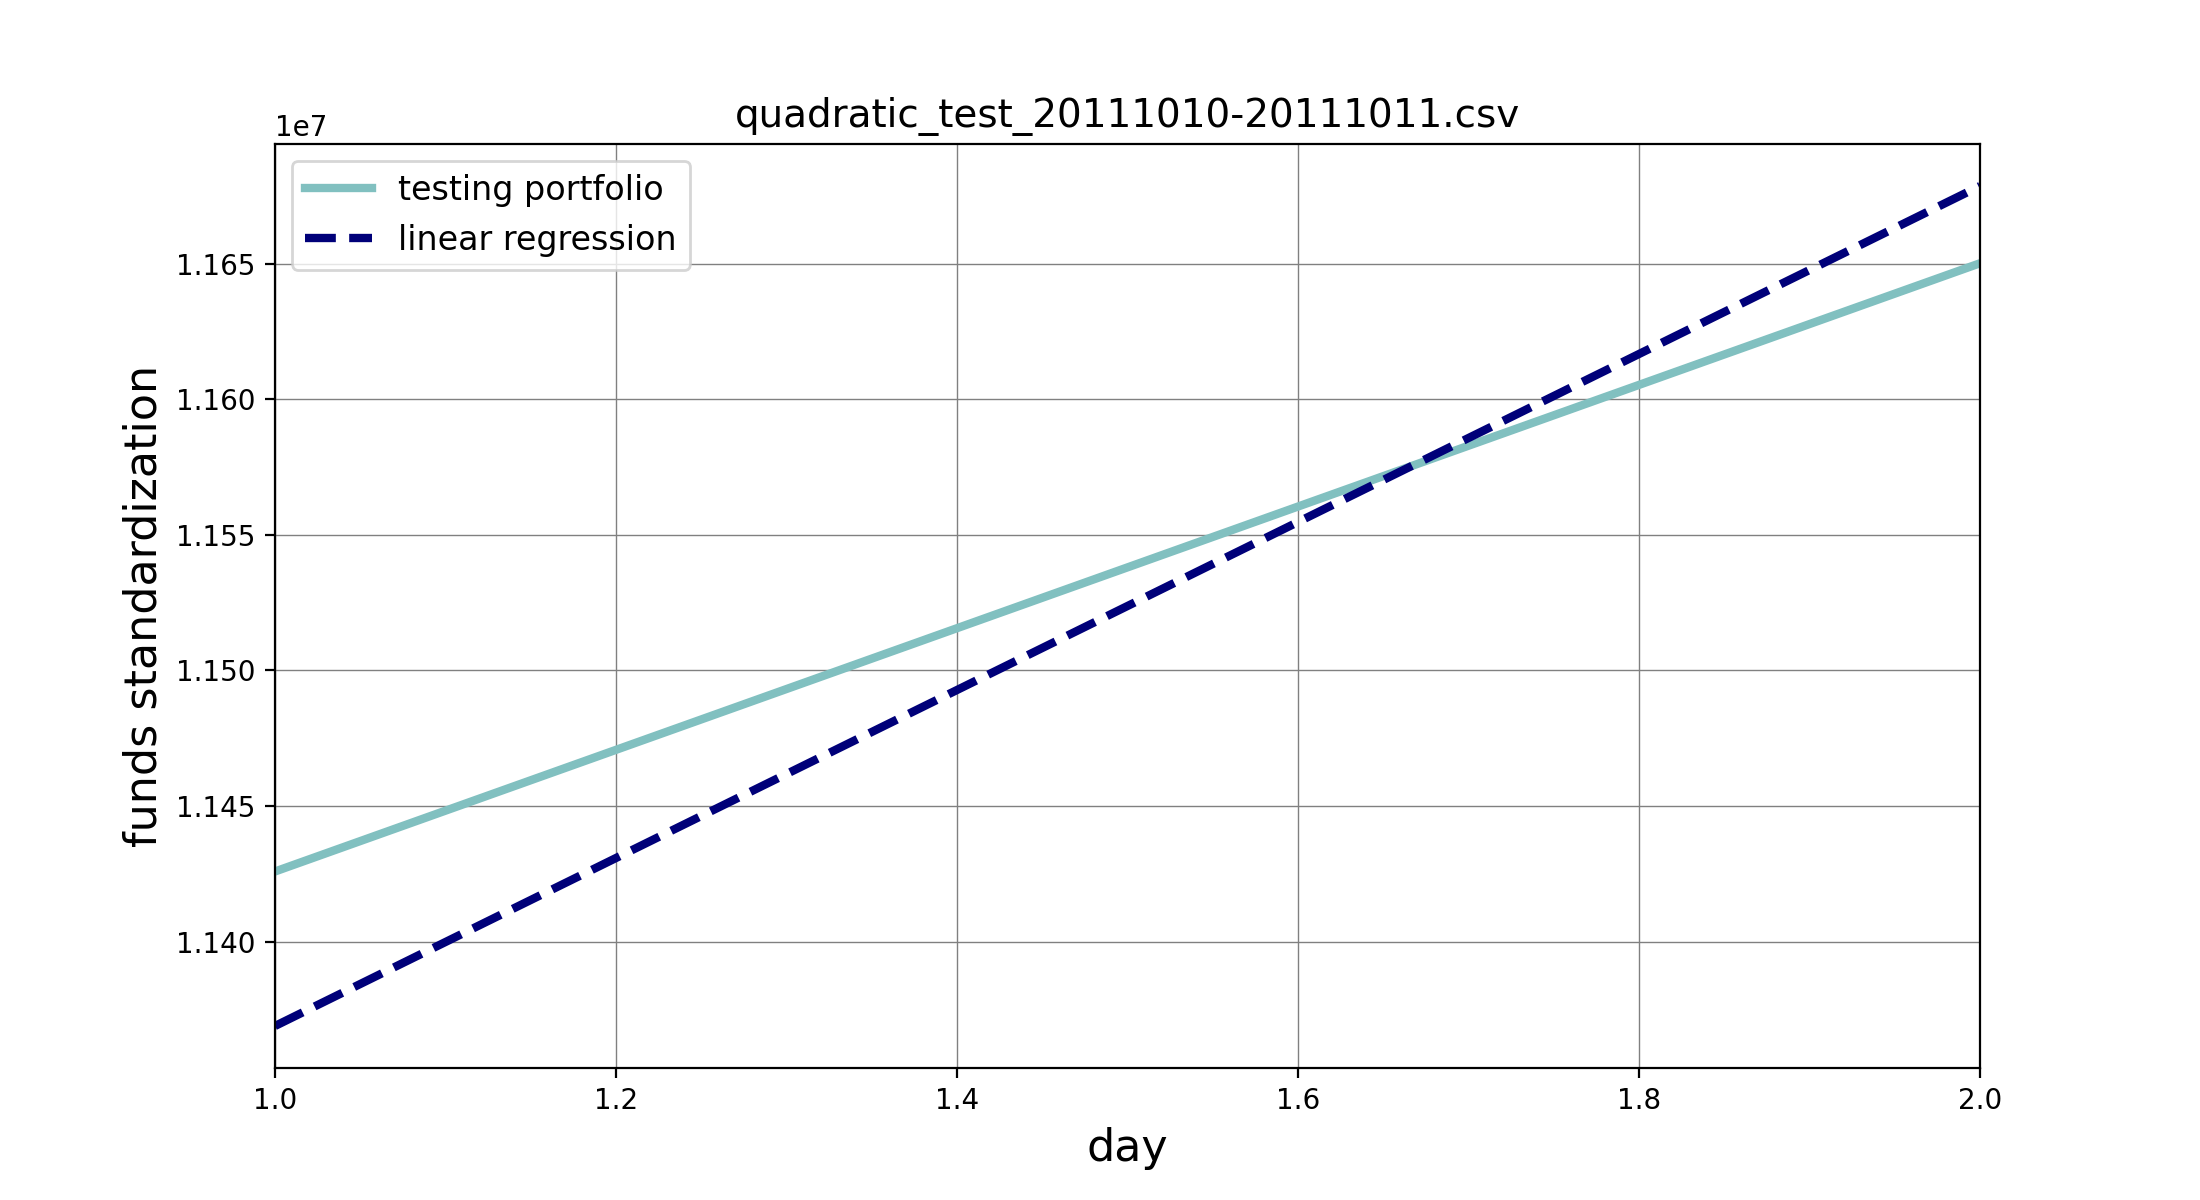 quadratic_test_20111010-20111011.csv
1e7
testing portfolio
linear regression
funds standardization
1.165
1.160
1.155
1.150
1.145
1.140
1.0 1.2 1.4 1.6 1.8 2.0
day